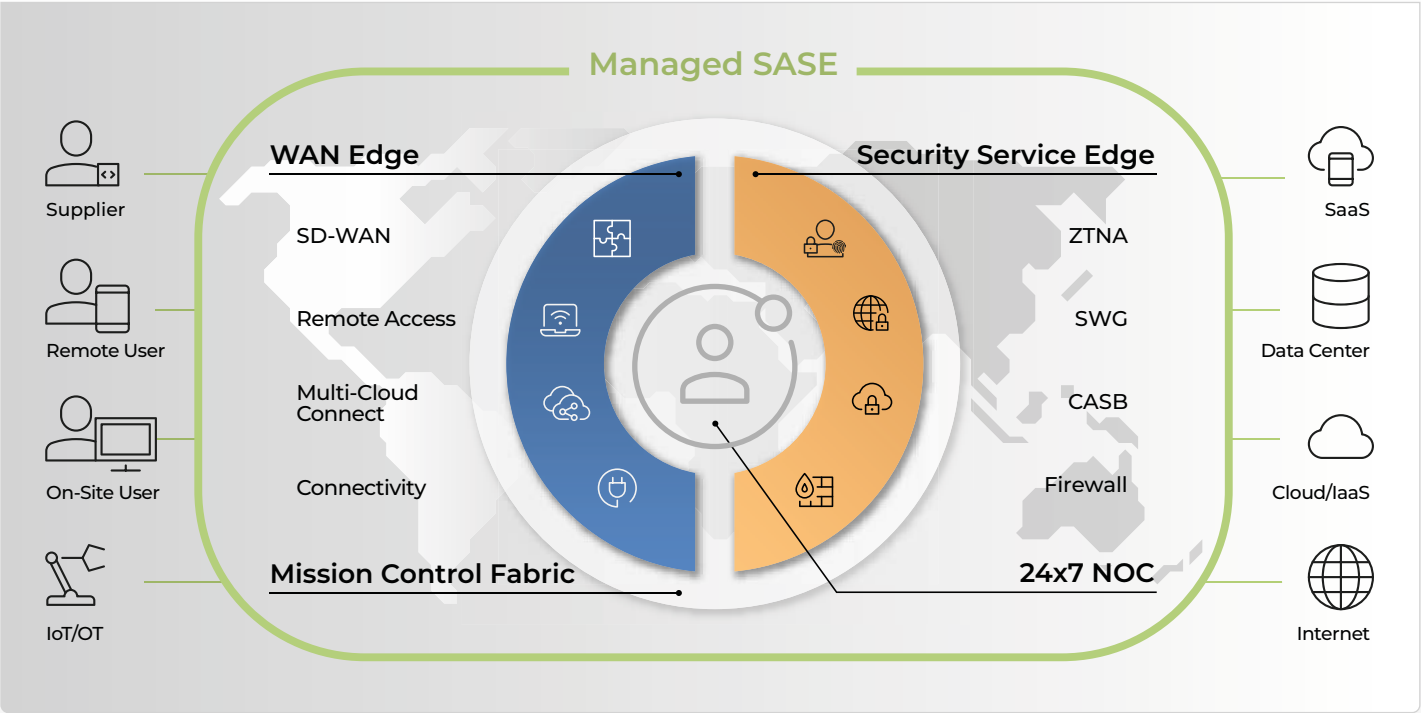 Managed SASE
WAN Edge
Security Service Edge
Supplier
SaaS
SD-WAN
ZTNA
Remote Access
SWG
Remote User
Data Center
Multi-Cloud
Connect
CASB
Connectivity
Firewall
On-Site User
Cloud/IaaS
Mission Control Fabric
24x7 NOC
IoT/OT
Internet